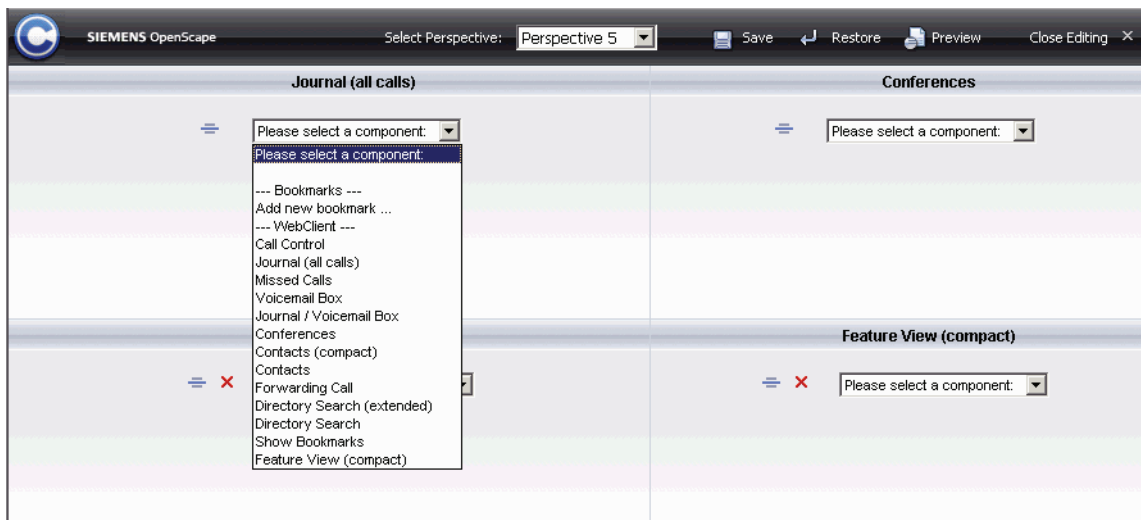 SIEMENS OpenScape Select Perspective: Perspective 5 Save Restore Preview Close Editing ×
Journal (all calls) Conferences
Please select a component: Please select a component:
Please select a component:
--- Bookmarks ---
Add new bookmark ...
--- WebClient ---
Call Control
Journal (all calls)
Missed Calls
Voicemail Box
Journal / Voicemail Box
Conferences
Feature View (compact)
Contacts (compact)
Contacts
Forwarding Call
Please select a component:
Directory Search (extended)
Directory Search
Show Bookmarks
Feature View (compact)